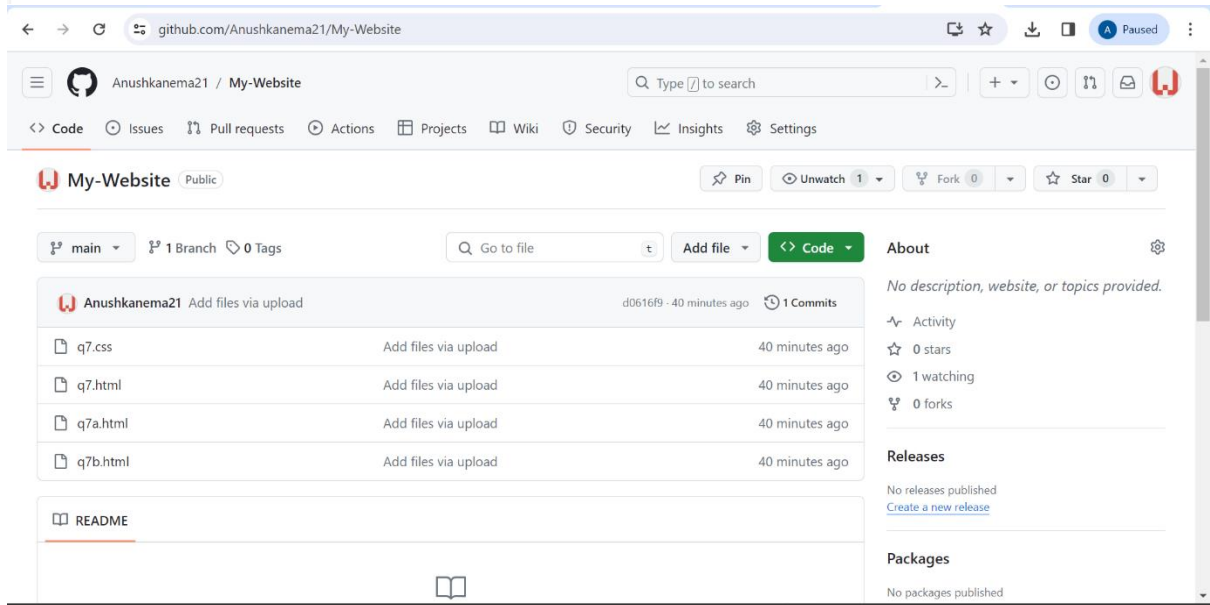 github.com/Anushkanema21/My-Website
A Paused
Anushkanema21 / My-Website
Type / to search
Code Issues Pull requests Actions Projects Wiki Security Insights Settings
My-Website Public
Pin Unwatch 1 Fork 0 Star 0
main 1 Branch 0 Tags Go to file t Add file Code
About
No description, website, or topics provided.
Anushkanema21 Add files via upload d0616f9 · 40 minutes ago 1 Commits
q7.css Add files via upload 40 minutes ago
q7.html Add files via upload 40 minutes ago
q7a.html Add files via upload 40 minutes ago
q7b.html Add files via upload 40 minutes ago
README
Activity
0 stars
1 watching
0 forks
Releases
No releases published
Create a new release
Packages
No packages published